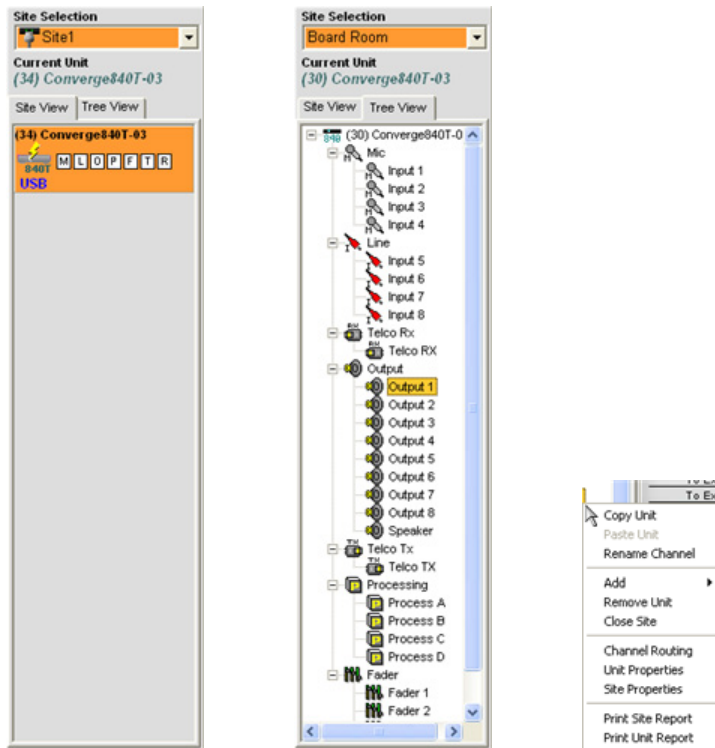 Site Selection
Site1
Current Unit
(34) Converge840T-03
Site View Tree View
(34) Converge840T-03
840T M L O P F T R
USB
Site Selection
Board Room
Current Unit
(30) Converge840T-03
Site View Tree View
(30) Converge840T-0
Mic
Input 1
Input 2
Input 3
Input 4
Line
Input 5
Input 6
Input 7
Input 8
Telco Rx
Telco RX
Output
Output 1
Output 2
Output 3
Output 4
Output 5
Output 6
Output 7
Output 8
Speaker
Telco Tx
Telco TX
Processing
Process A
Process B
Process C
Process D
Fader
Fader 1
Fader 2
To Ex
Copy Unit
Paste Unit
Rename Channel
Add
Remove Unit
Close Site
Channel Routing
Unit Properties
Site Properties
Print Site Report
Print Unit Report